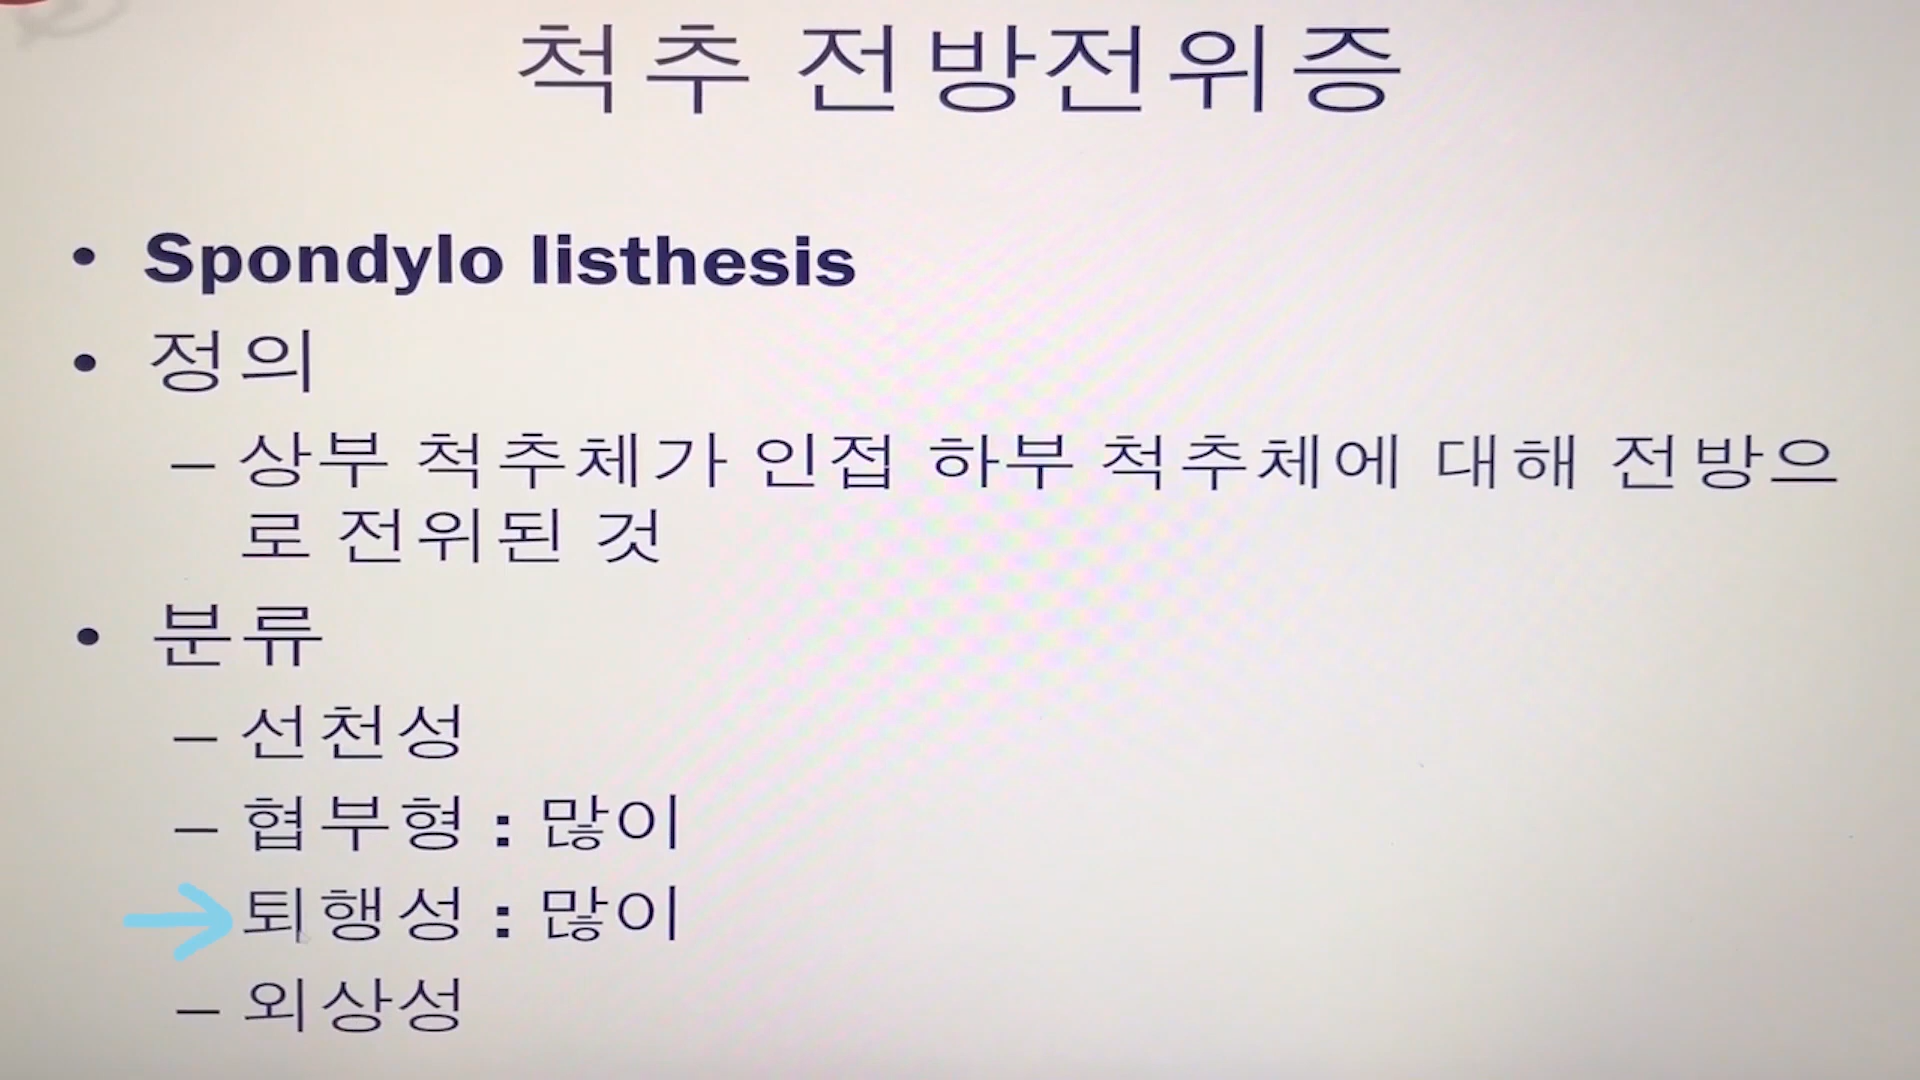 척추 전방전위증
• Spondylo listhesis
• 정의
– 상부 척추체가 인접 하부 척추체에 대해 전방으
로 전위된 것
• 분류
– 선천성
– 협부형 : 많이
퇴행성 : 많이
– 외상성